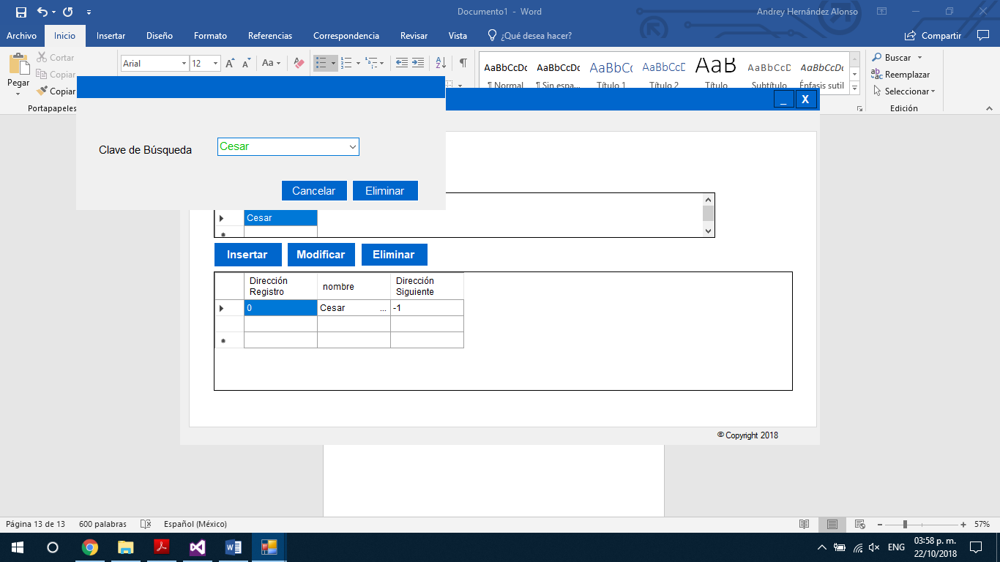 Documento1 - Word
Andrey Hernández Alonso
Archivo Inicio Insertar Diseño Formato Referencias Correspondencia Revisar Vista ¿Qué desea hacer? Compartir
Pegar
Cortar
Copiar
Copiar
Portapapeles
Arial 12
AaBbCcDc AaBbCcDc AaBbCc AaBbCcD AaB AaBbCcD AaBbCcDc
¶ Normal ¶ Sin espa... Título 1 Título 2 Título Subtítulo Énfasis sutil
Buscar
Reemplazar
Seleccionar
Edición
_ X
Clave de Búsqueda Cesar
Cancelar Eliminar
Cesar
Insertar Modificar Eliminar
Dirección Registro nombre Dirección Siguiente
0 Cesar ... -1
© Copyright 2018
Página 13 de 13 600 palabras Español (México) 57%
ENG
03:58 p. m.
22/10/2018